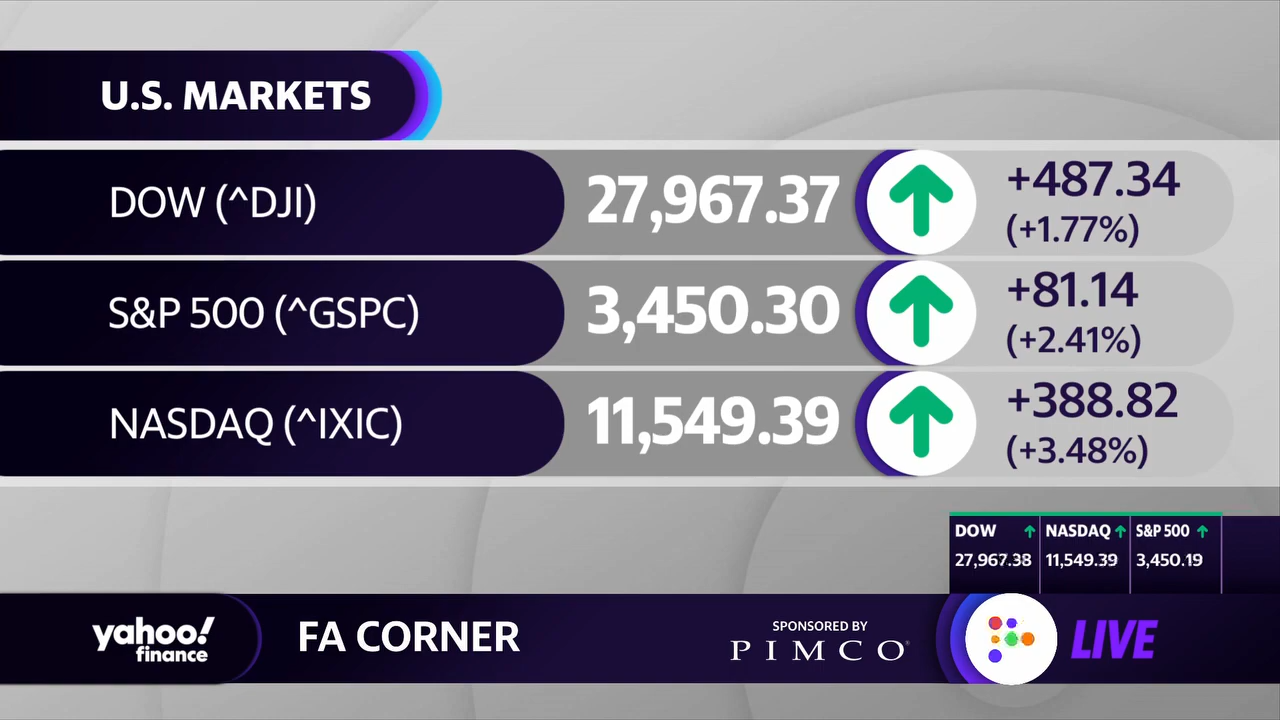 U.S. MARKETS
DOW (^DJI) 27,967.37 +487.34
(+1.77%)
S&P 500 (^GSPC) 3,450.30 +81.14
(+2.41%)
NASDAQ (^IXIC) 11,549.39 +388.82
(+3.48%)
DOW NASDAQ S&P 500
27,967.38 11,549.39 3,450.19
yahoo!
finance
FA CORNER
SPONSORED BY
PIMCO
LIVE